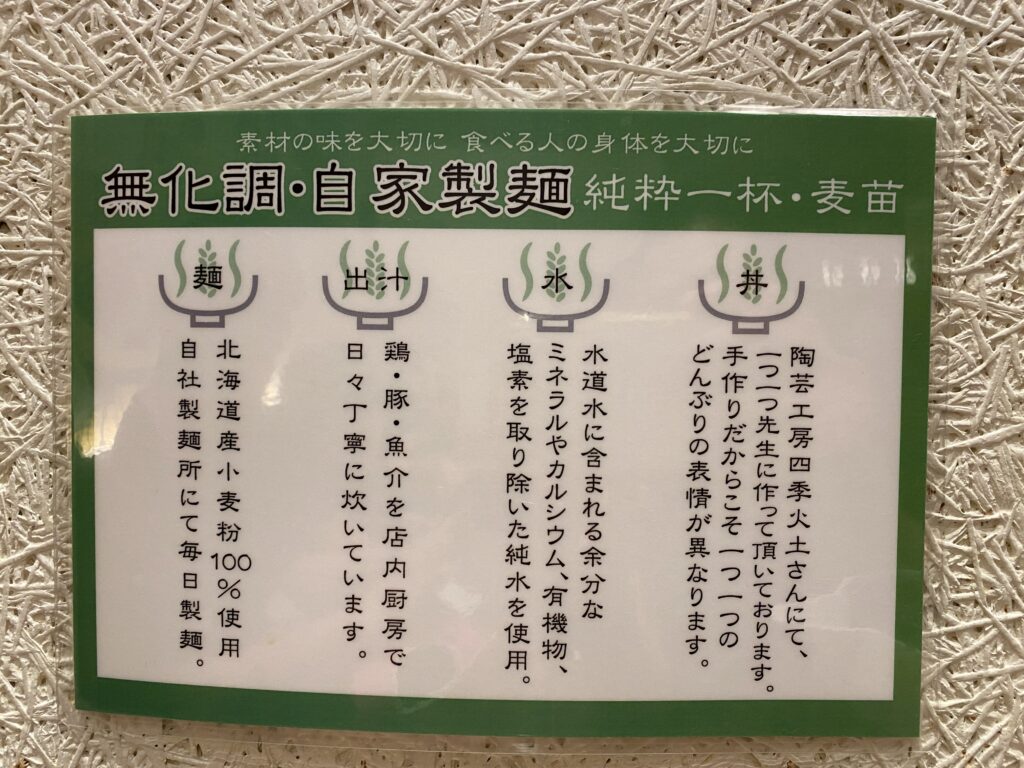 素材の味を大切に 食べる人の身体を大切に
無化調・自家製麺 純粋一杯・麦苗
丼
陶芸工房四季火土さんにて、
一つ一つ先生に作って頂いております。
手作りだからこそ一つ一つの
どんぶりの表情が異なります。
水
水道水に含まれる余分な
ミネラルやカルシウム、有機物、
塩素を取り除いた純水を使用。
出汁
鶏・豚・魚介を店内厨房で
日々丁寧に炊いています。
麺
北海道産小麦粉100%使用
自社製麺所にて毎日製麺。